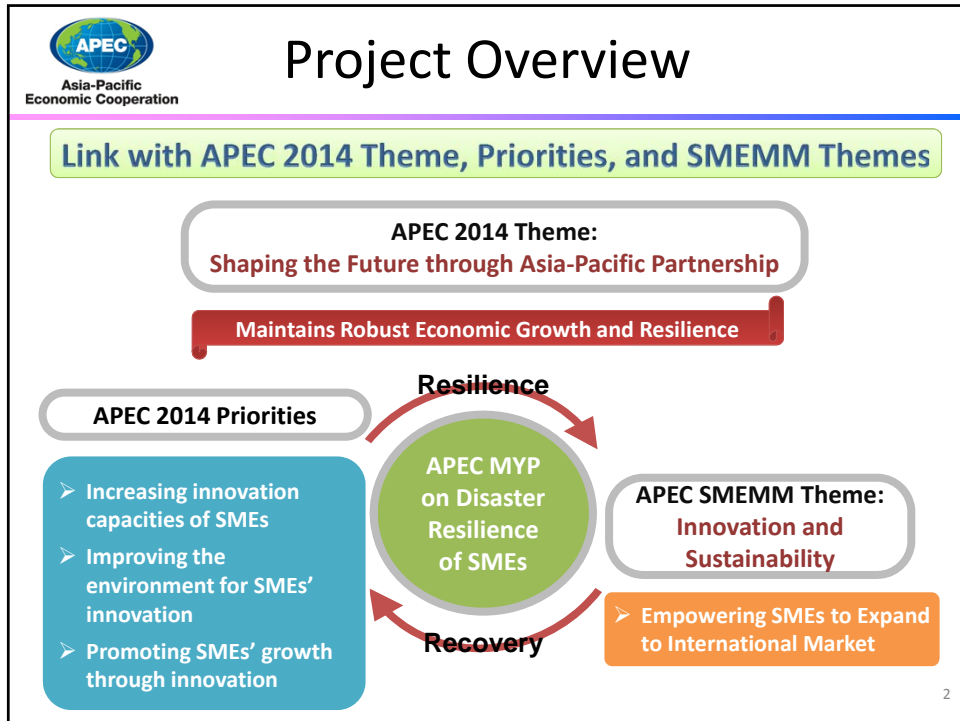 APEC
Asia-Pacific
Economic Cooperation
Project Overview
Link with APEC 2014 Theme, Priorities, and SMEMM Themes
APEC 2014 Theme:
Shaping the Future through Asia-Pacific Partnership
Maintains Robust Economic Growth and Resilience
Resilience
APEC 2014 Priorities
➢ Increasing innovation
capacities of SMEs
➢ Improving the
environment for SMEs’
innovation
➢ Promoting SMEs’ growth
through innovation
APEC MYP
on Disaster
Resilience
of SMEs
Recovery
APEC SMEMM Theme:
Innovation and
Sustainability
➢ Empowering SMEs to Expand
to International Market
2